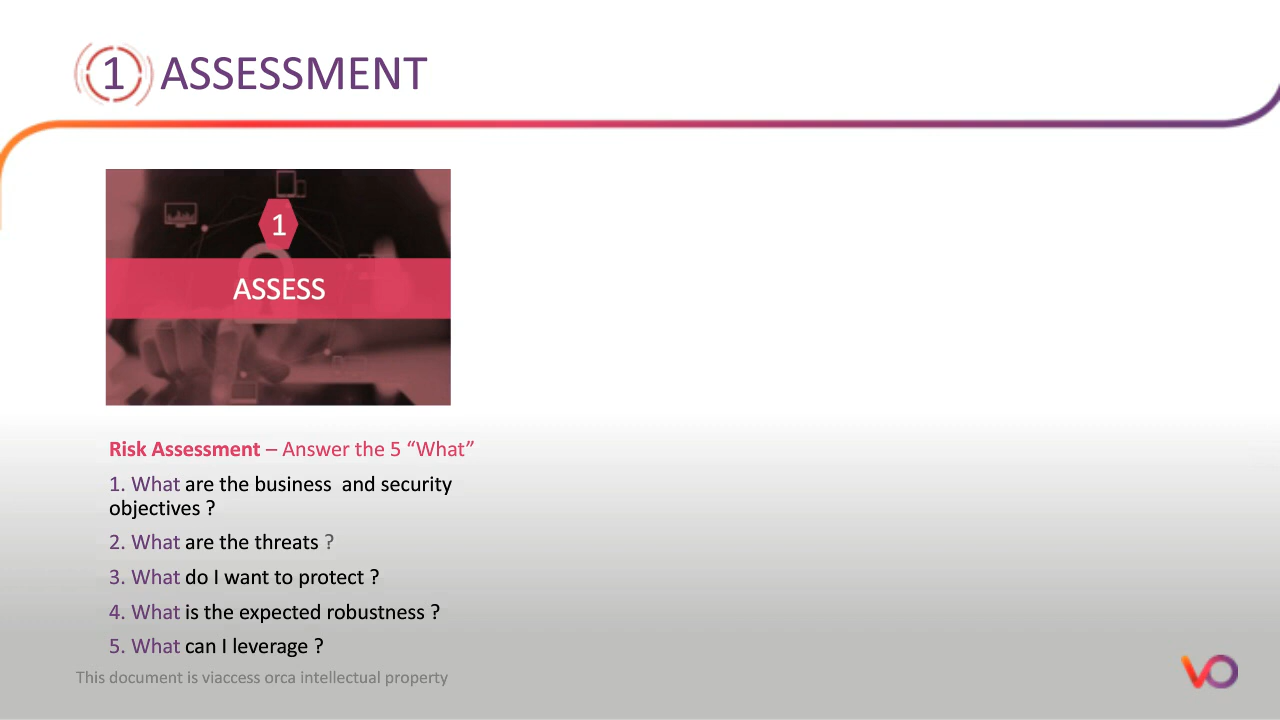 1 ASSESSMENT
1
ASSESS
Risk Assessment – Answer the 5 “What”
1. What are the business  and security
objectives ?
2. What are the threats ?
3. What do I want to protect ?
4. What is the expected robustness ?
5. What can I leverage ?
This document is viaccess orca intellectual property
VO